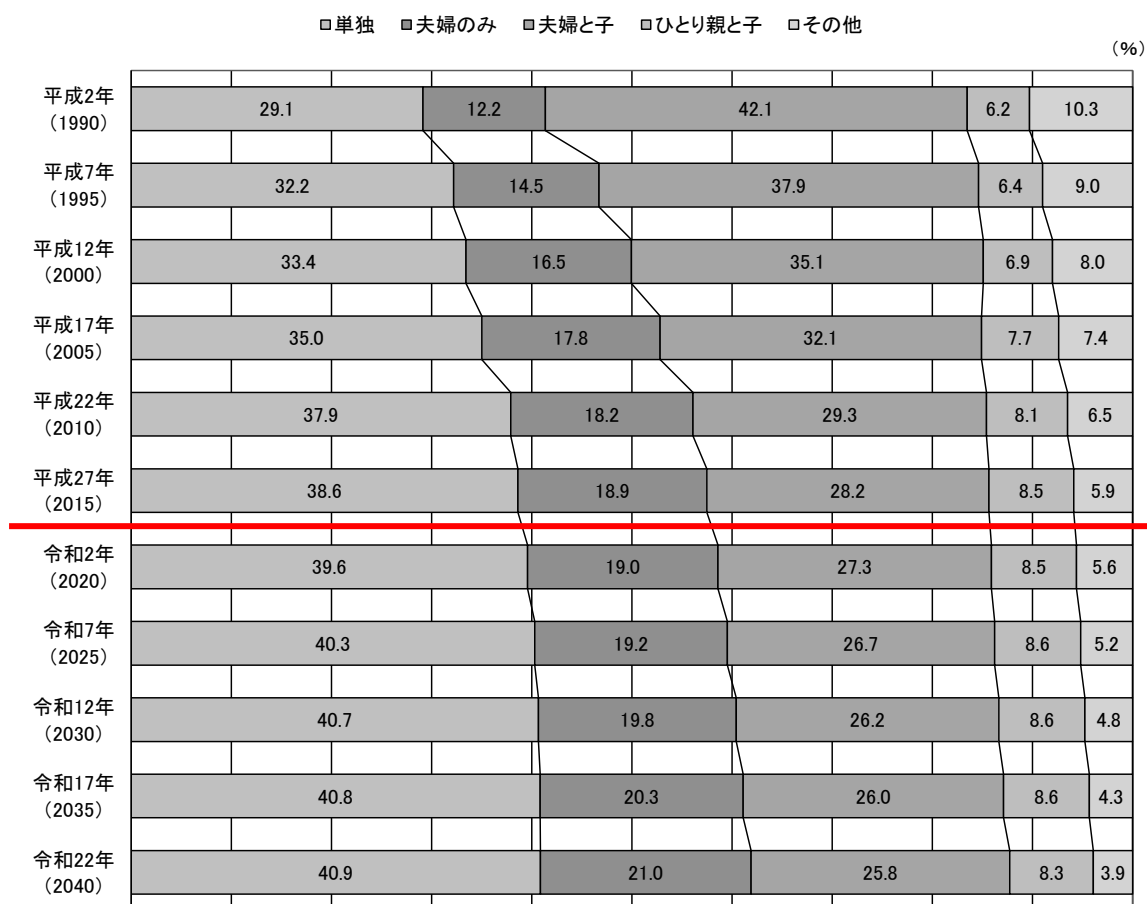 単独 夫婦のみ 夫婦と子 ひとり親と子 その他
(%)
平成2年
(1990)
29.1 12.2 42.1 6.2 10.3
平成7年
(1995)
32.2 14.5 37.9 6.4 9.0
平成12年
(2000)
33.4 16.5 35.1 6.9 8.0
平成17年
(2005)
35.0 17.8 32.1 7.7 7.4
平成22年
(2010)
37.9 18.2 29.3 8.1 6.5
平成27年
(2015)
38.6 18.9 28.2 8.5 5.9
令和2年
(2020)
39.6 19.0 27.3 8.5 5.6
令和7年
(2025)
40.3 19.2 26.7 8.6 5.2
令和12年
(2030)
40.7 19.8 26.2 8.6 4.8
令和17年
(2035)
40.8 20.3 26.0 8.6 4.3
令和22年
(2040)
40.9 21.0 25.8 8.3 3.9